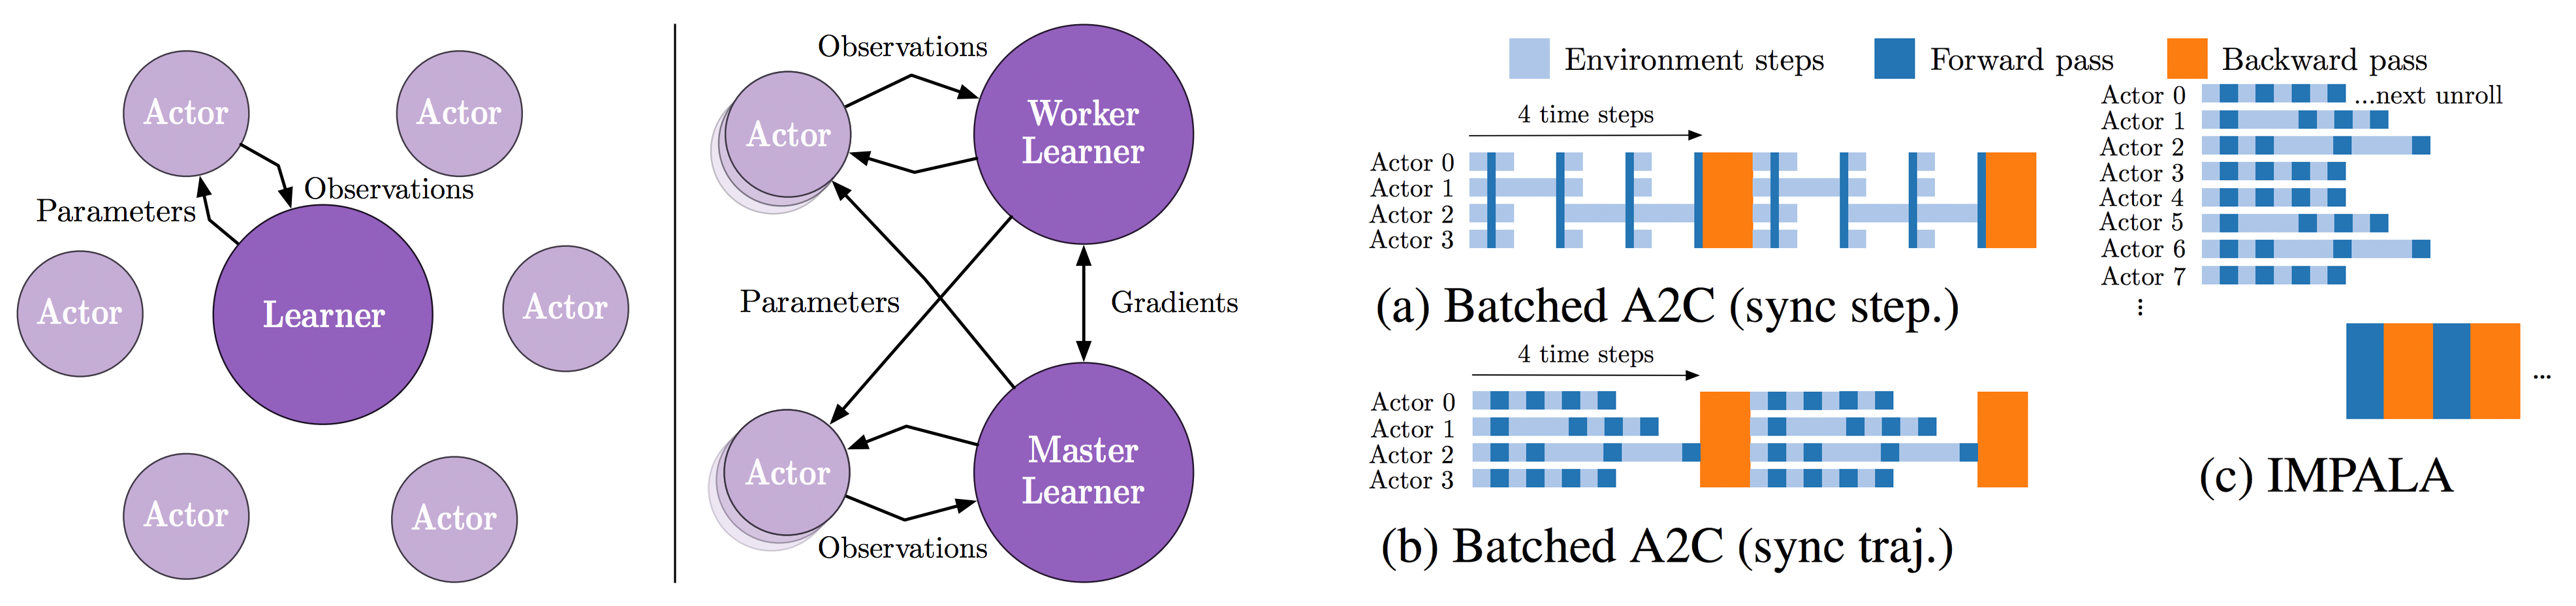 Actor
Actor
Observations
Parameters
Actor
Learner
Actor
Actor
Actor
Observations
Actor
Worker
Learner
Parameters
Gradients
Actor
Master
Learner
Observations
Environment steps
Forward pass
Backward pass
4 time steps
Actor 0
Actor 1
Actor 2
Actor 3
(a) Batched A2C (sync step.)
4 time steps
Actor 0
Actor 1
Actor 2
Actor 3
(b) Batched A2C (sync traj.)
Actor 0 ...next unroll
Actor 1
Actor 2
Actor 3
Actor 4
Actor 5
Actor 6
Actor 7
⋮
...
(c) IMPALA